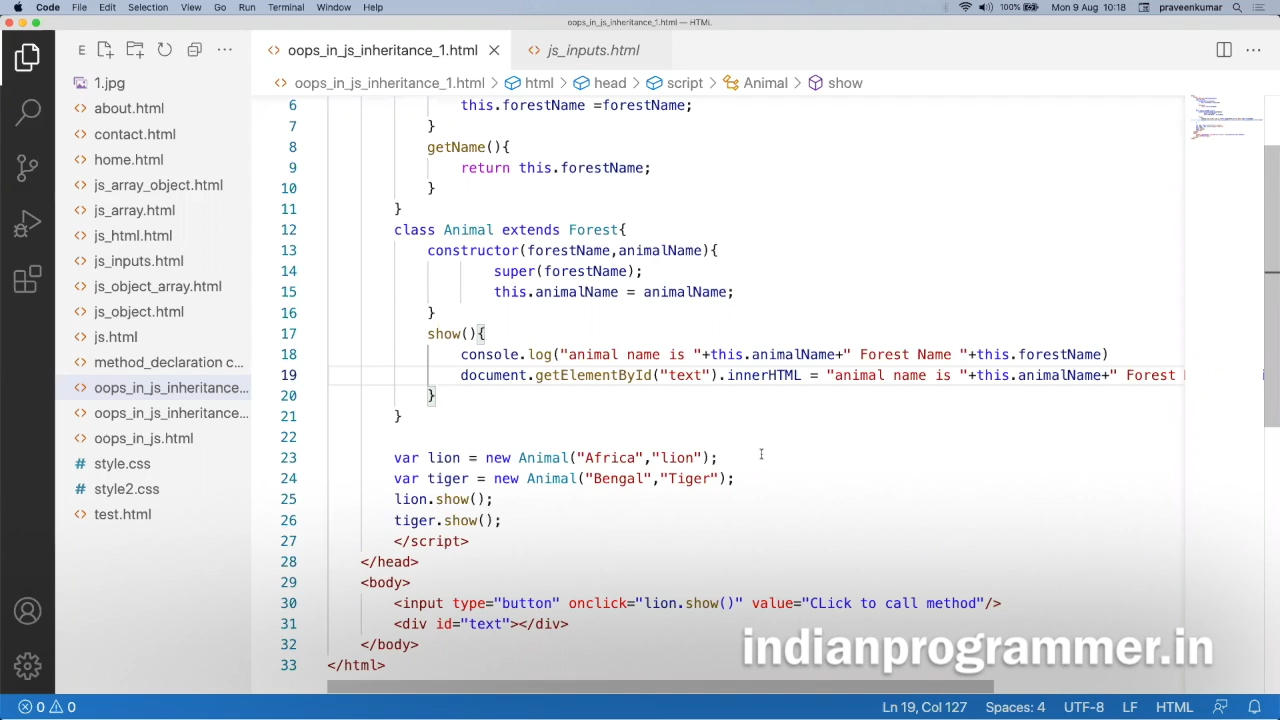 Code File Edit Selection View Go Run Terminal Window Help 100% Mon 9 Aug 10:18 praveenkumar
oops_in_js_inheritance_1.html — HTML
E
oops_in_js_inheritance_1.html
js_inputs.html
oops_in_js_inheritance_1.html > html > head > script > Animal > show
1.jpg
about.html
contact.html
home.html
js_array_object.html
js_array.html
js_html.html
js_inputs.html
js_object_array.html
js_object.html
js.html
method_declaration c...
oops_in_js_inheritance...
oops_in_js_inheritance...
oops_in_js.html
style.css
style2.css
test.html
6 this.forestName =forestName;
7 }
8 getName(){
9 return this.forestName;
10 }
11 }
12 class Animal extends Forest{
13 constructor(forestName,animalName){
14 super(forestName);
15 this.animalName = animalName;
16 }
17 show(){
18 console.log("animal name is "+this.animalName+" Forest Name "+this.forestName)
19 document.getElementById("text").innerHTML = "animal name is "+this.animalName+" Forest
20 }
21 }
22
23 var lion = new Animal("Africa","lion");
24 var tiger = new Animal("Bengal","Tiger");
25 lion.show();
26 tiger.show();
27 </script>
28 </head>
29 <body>
30 <input type="button" onclick="lion.show()" value="CLick to call method"/>
31 <div id="text"></div>
32 </body>
33 </html>
indianprogrammer.in
0 0 Ln 19, Col 127 Spaces: 4 UTF-8 LF HTML